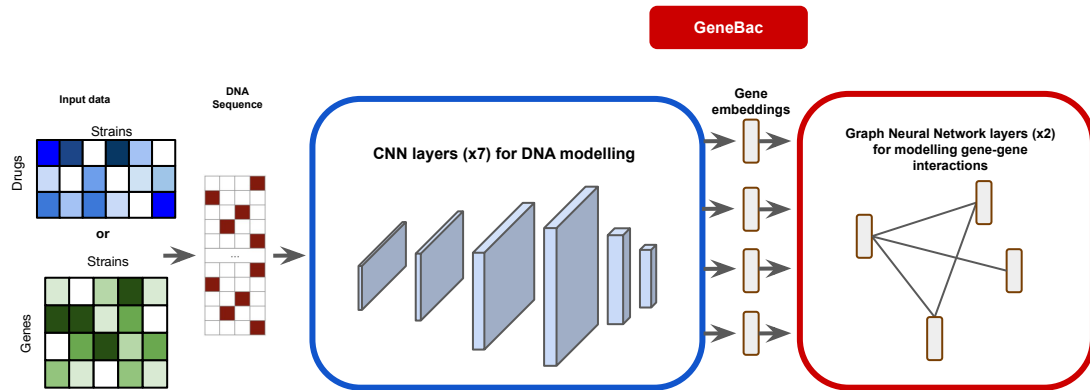 GeneBac
Input data
DNA
Sequence
Gene
embeddings
Strains
Drugs
or
Strains
Genes
...
CNN layers (x7) for DNA modelling
Graph Neural Network layers (x2)
for modelling gene-gene
interactions